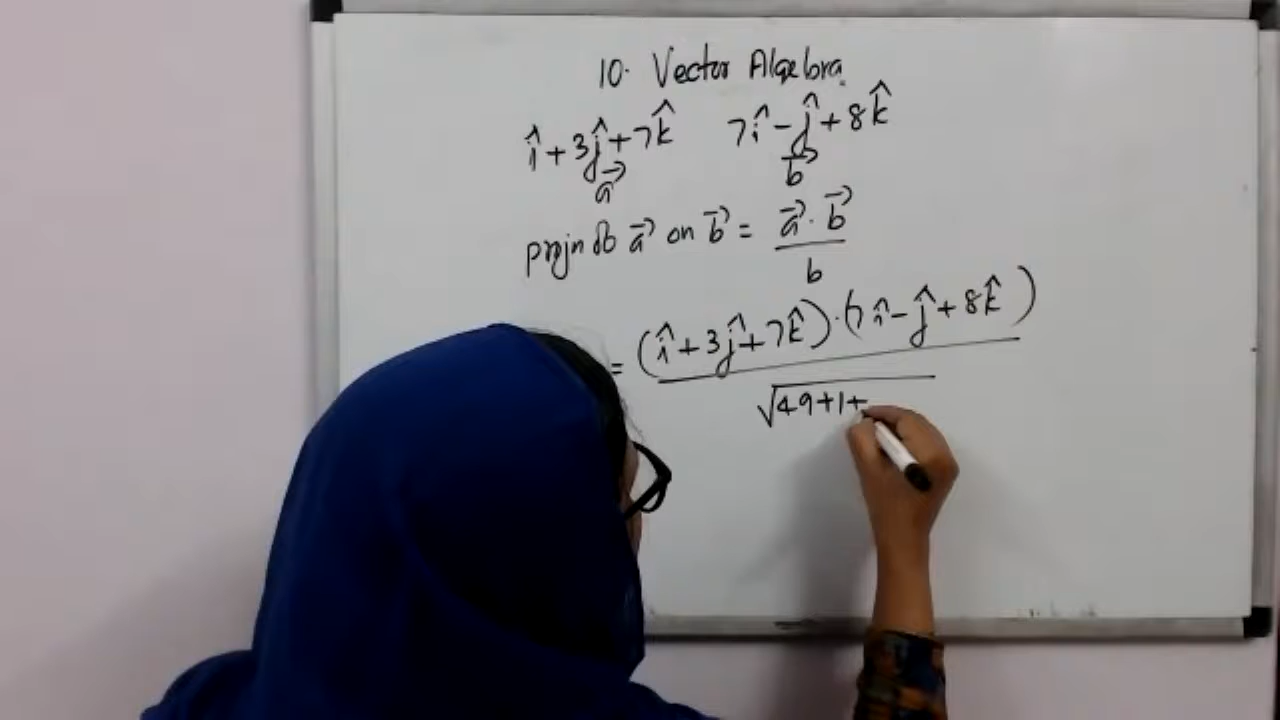 10. Vector Algebra
î + 3ĵ + 7k̂ 7î - ĵ + 8k̂
a⃗ b⃗
projn of a⃗ on b⃗ = a⃗ · b⃗
b
= (î + 3ĵ + 7k̂) · (7î - ĵ + 8k̂)
√49+1+